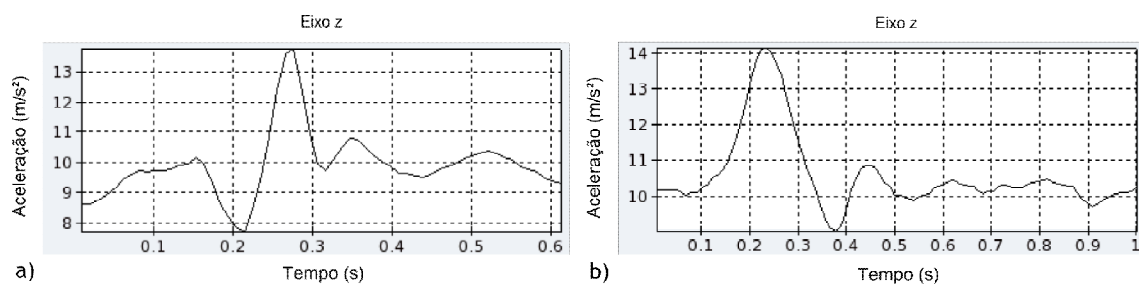 Eixo z
Aceleração (m/s²)
13
12
11
10
9
8
0.1 0.2 0.3 0.4 0.5 0.6
Tempo (s)
a)
Eixo z
Aceleração (m/s²)
14
13
12
11
10
0.1 0.2 0.3 0.4 0.5 0.6 0.7 0.8 0.9 1
Tempo (s)
b)